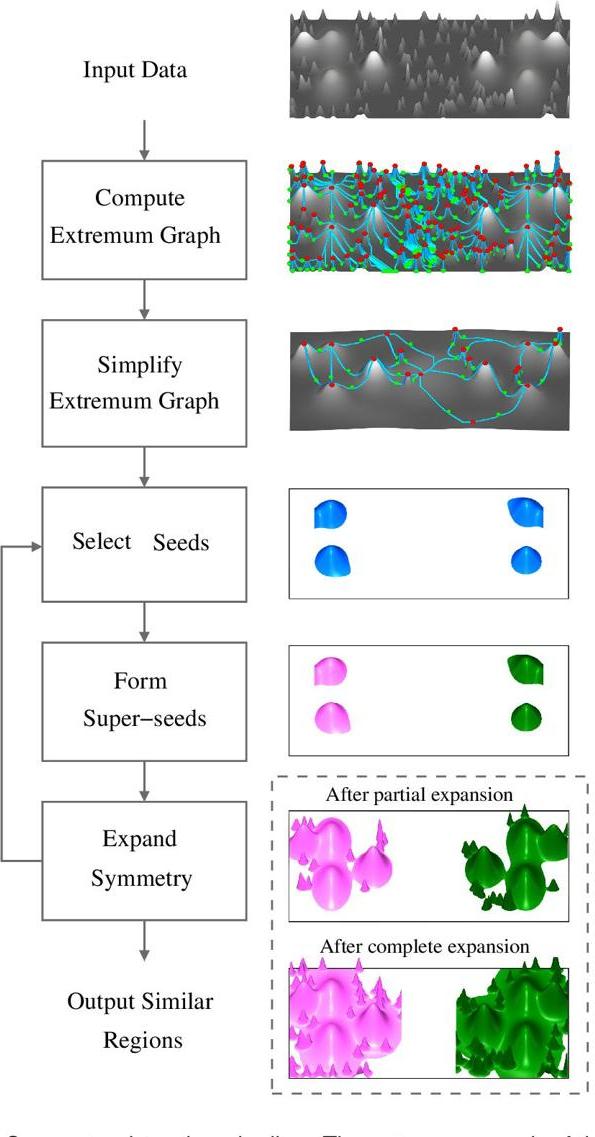 Input Data
Compute
Extremum Graph
Simplify
Extremum Graph
Select Seeds
Form
Super−seeds
After partial expansion
Expand
Symmetry
After complete expansion
Output Similar
Regions